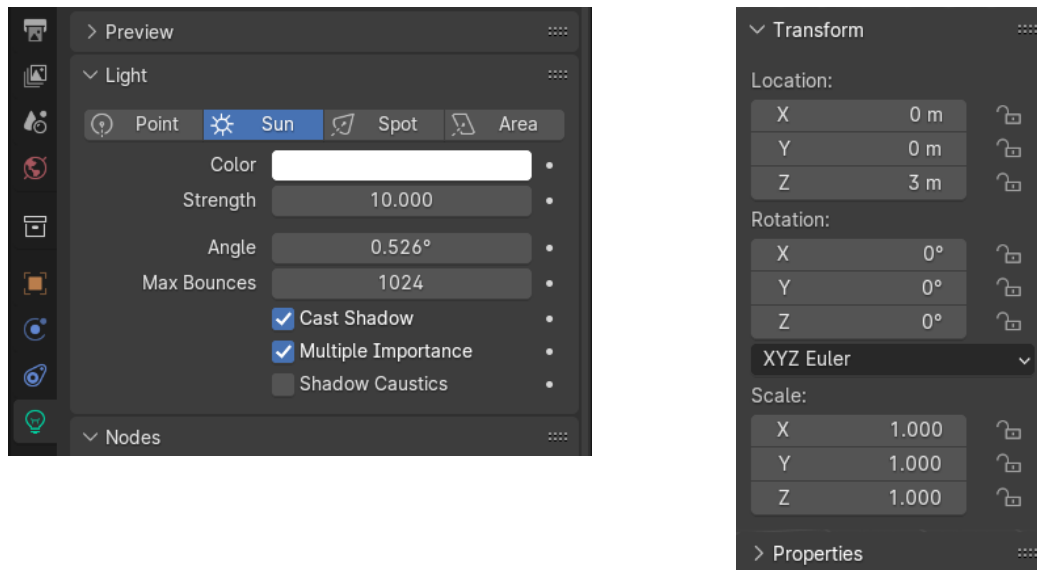 Preview
Light
Point Sun Spot Area
Color
Strength 10.000
Angle 0.526°
Max Bounces 1024
Cast Shadow
Multiple Importance
Shadow Caustics
Nodes
Transform
Location:
X 0 m
Y 0 m
Z 3 m
Rotation:
X 0°
Y 0°
Z 0°
XYZ Euler
Scale:
X 1.000
Y 1.000
Z 1.000
Properties